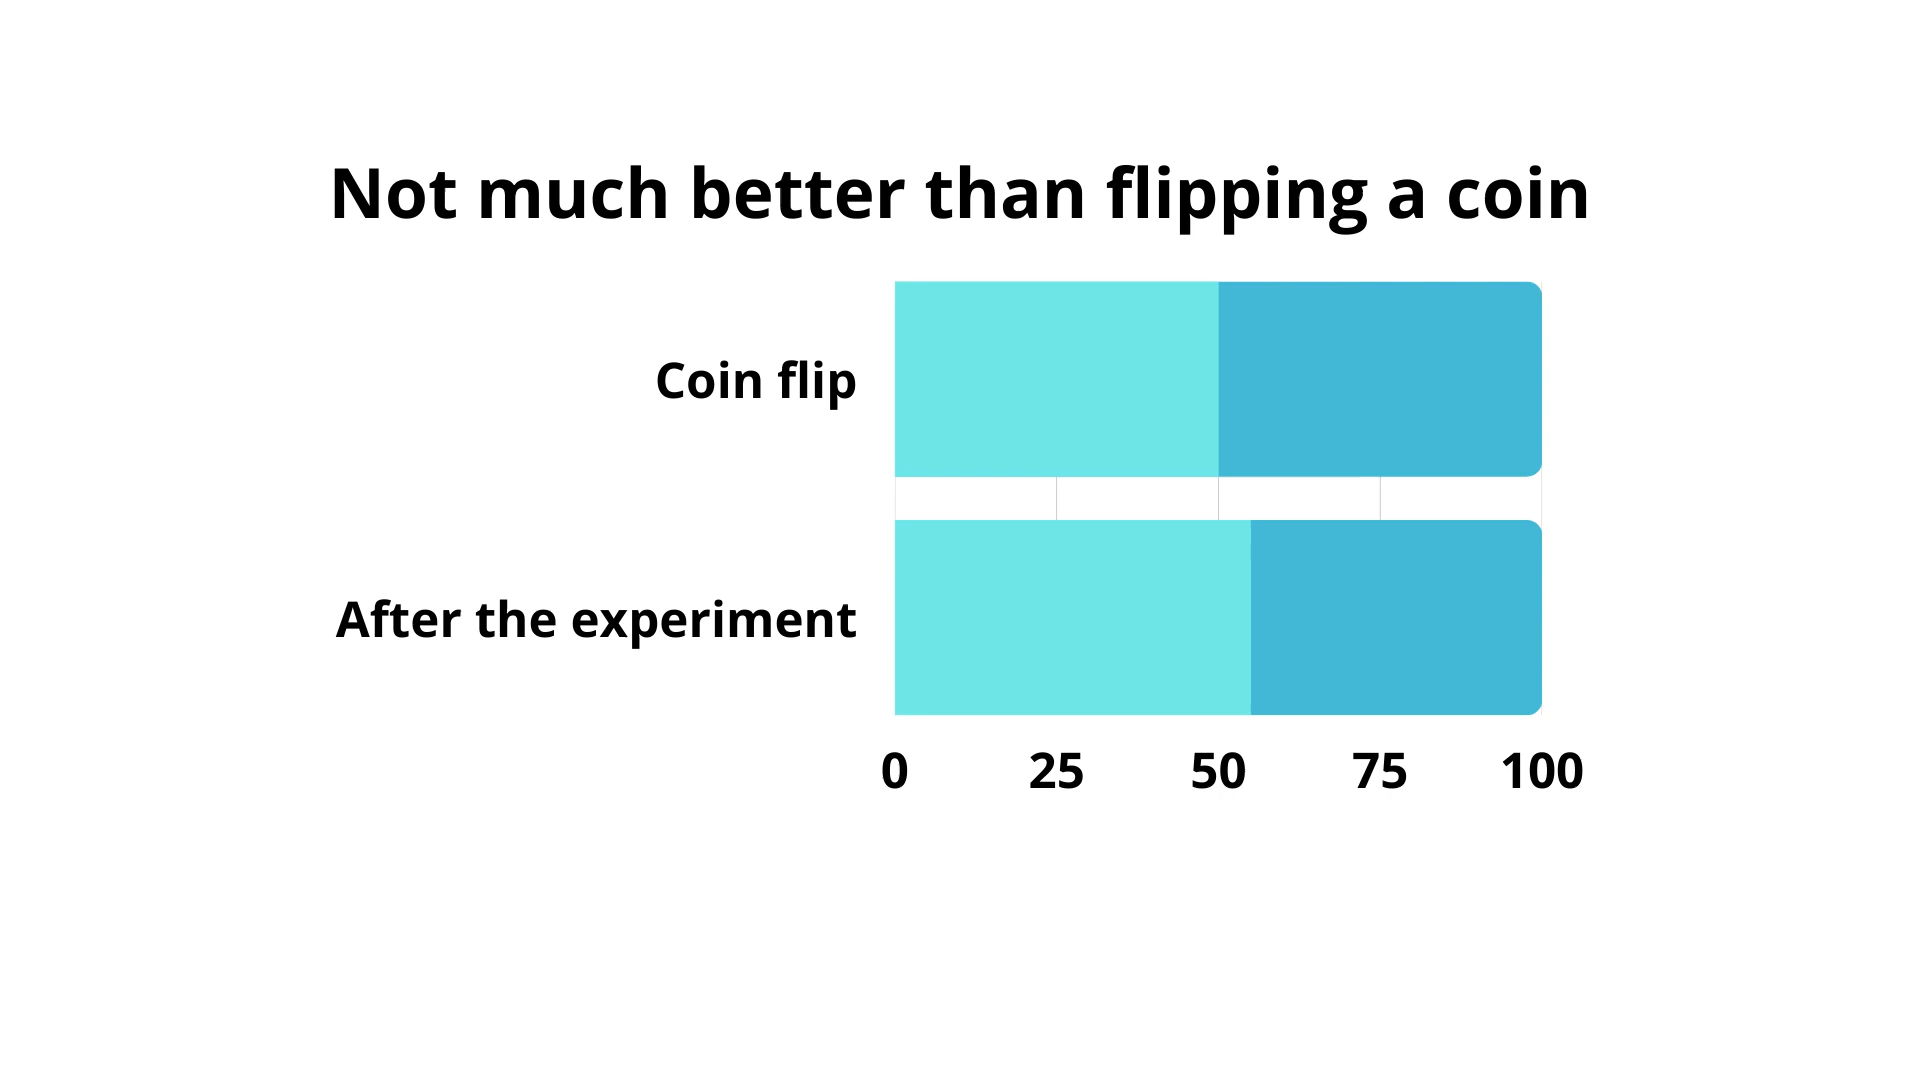 Not much better than flipping a coin
Coin flip
After the experiment
0 25 50 75 100